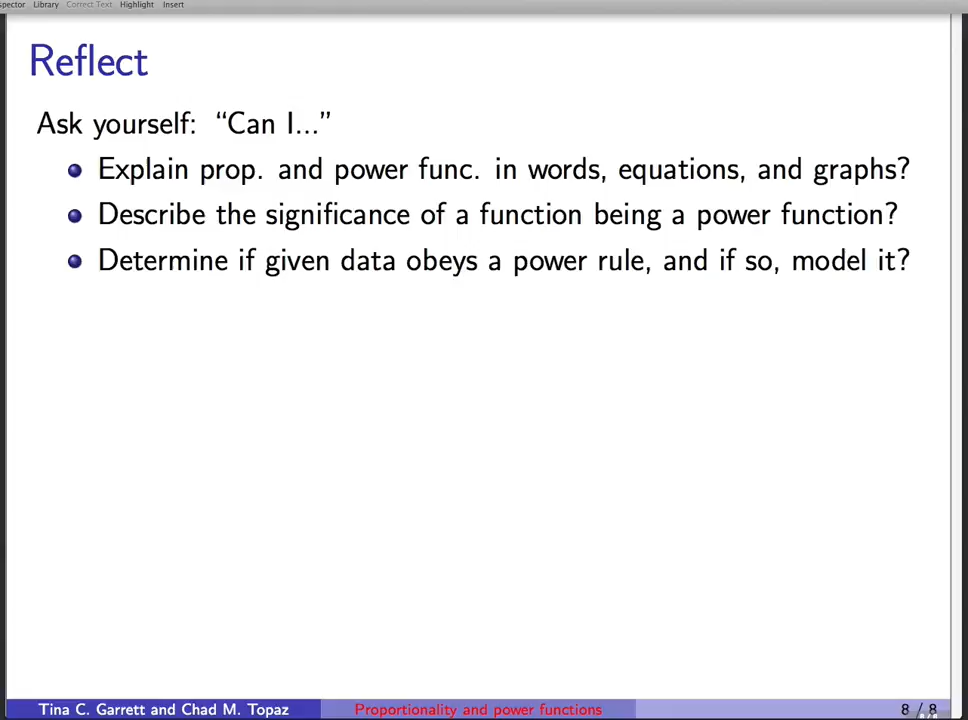 Library Correct Text Highlight Insert
Reflect
Ask yourself: “Can I...”
Explain prop. and power func. in words, equations, and graphs?
Describe the significance of a function being a power function?
Determine if given data obeys a power rule, and if so, model it?
Tina C. Garrett and Chad M. Topaz Proportionality and power functions 8 / 8